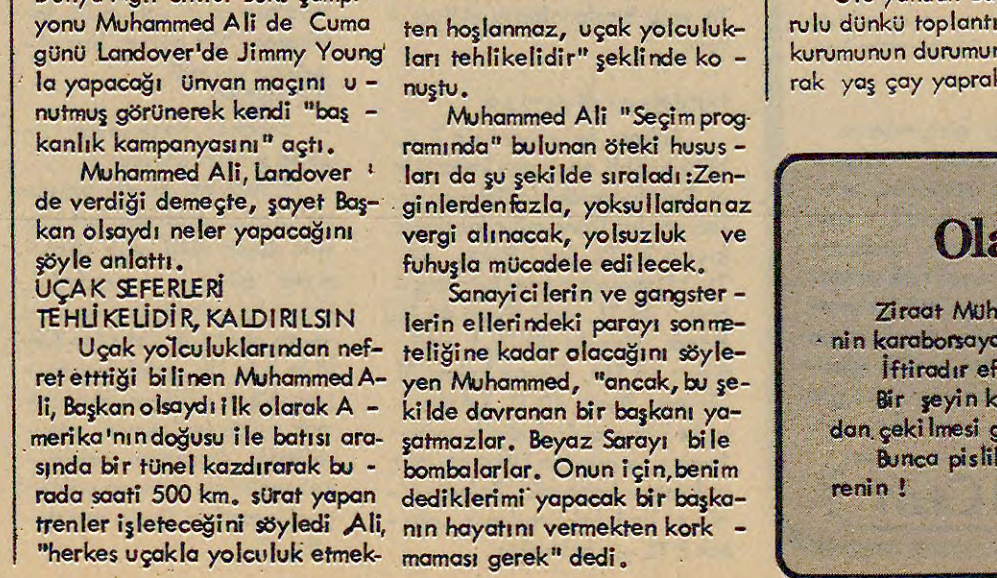 yonu Muhammed Ali de Cuma
günü Landover'de Jimmy Young'
la yapacağı ünvan maçını u -
nutmuş görünerek kendi "baş -
kanlık kampanyasını" açtı.
Muhammed Ali, Landover '
de verdiği demeçte, şayet Baş-
kan olsaydı neler yapacağını
şöyle anlattı.
UÇAK SEFERLERİ
TEHLİKELİDİR, KALDIRILSIN
Uçak yolculuklarından nef-
ret etttiği bilinen Muhammed A-
li, Başkan olsaydı ilk olarak A -
merika'nın doğusu ile batısı ara-
sında bir tünel kazdırarak bu -
rada saati 500 km. sürat yapan
trenler işleteceğini söyledi Ali,
"herkes uçakla yolculuk etmek-
ten hoşlanmaz, uçak yolculuk-
ları tehlikelidir" şeklinde ko -
nuştu.
Muhammed Ali "Seçim prog-
ramında" bulunan öteki husus -
ları da şu şekilde sıraladı :Zen-
ginlerden fazla, yoksullardan az
vergi alınacak, yolsuzluk ve
fuhuşla mücadele edilecek.
Sanayicilerin ve gangster -
lerin ellerindeki parayı son me-
teliğine kadar alacağını söyle-
yen Muhammed, "ancak, bu şe-
kilde davranan bir başkanı ya-
şatmazlar. Beyaz Sarayı bile
bombalarlar. Onun için, benim
dediklerimi yapacak bir başka-
nın hayatını vermekten kork -
maması gerek" dedi.
rulu dünkü toplantı
kurumunun durumun
rak yaş çay yaprak
Ola
Ziraat Müh
nin karaborsaya
İftiradır ef
Bir şeyin k
dan çekilmesi g
Bunca pislik
renin !